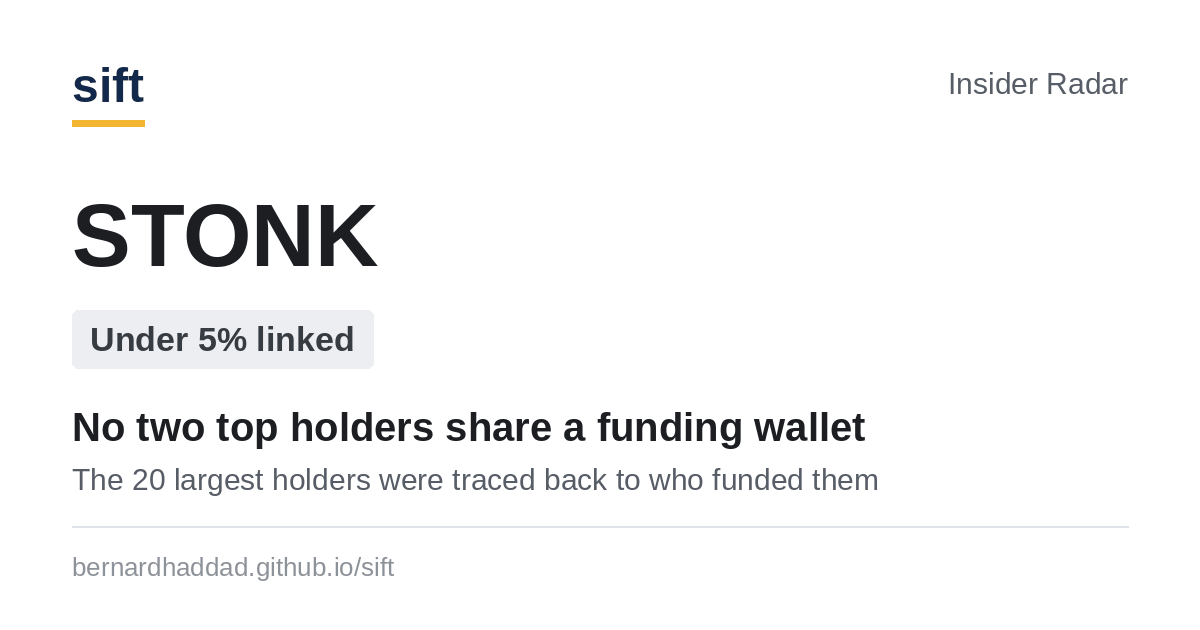 sift
Insider Radar
STONK
Under 5% linked
No two top holders share a funding wallet
The 20 largest holders were traced back to who funded them
bernardhaddad.github.io/sift